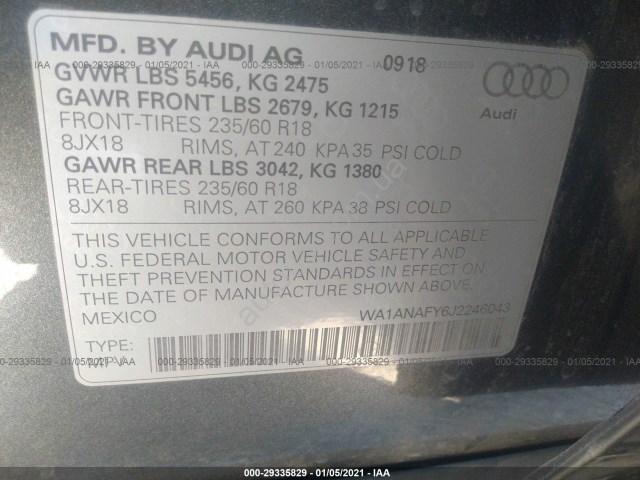 MFD. BY AUDI AG 0918
GVWR LBS 5456, KG 2475
GAWR FRONT LBS 2679, KG 1215
FRONT-TIRES 235/60 R18
8JX18 RIMS, AT 240 KPA 35 PSI COLD
GAWR REAR LBS 3042, KG 1380
REAR-TIRES 235/60 R18
8JX18 RIMS, AT 260 KPA 38 PSI COLD
Audi
THIS VEHICLE CONFORMS TO ALL APPLICABLE
U.S. FEDERAL MOTOR VEHICLE SAFETY AND
THEFT PREVENTION STANDARDS IN EFFECT ON
THE DATE OF MANUFACTURE SHOWN ABOVE.
MEXICO WA1ANAFY6J2246043
TYPE:
MPV
000-29335829 - 01/05/2021 - IAA